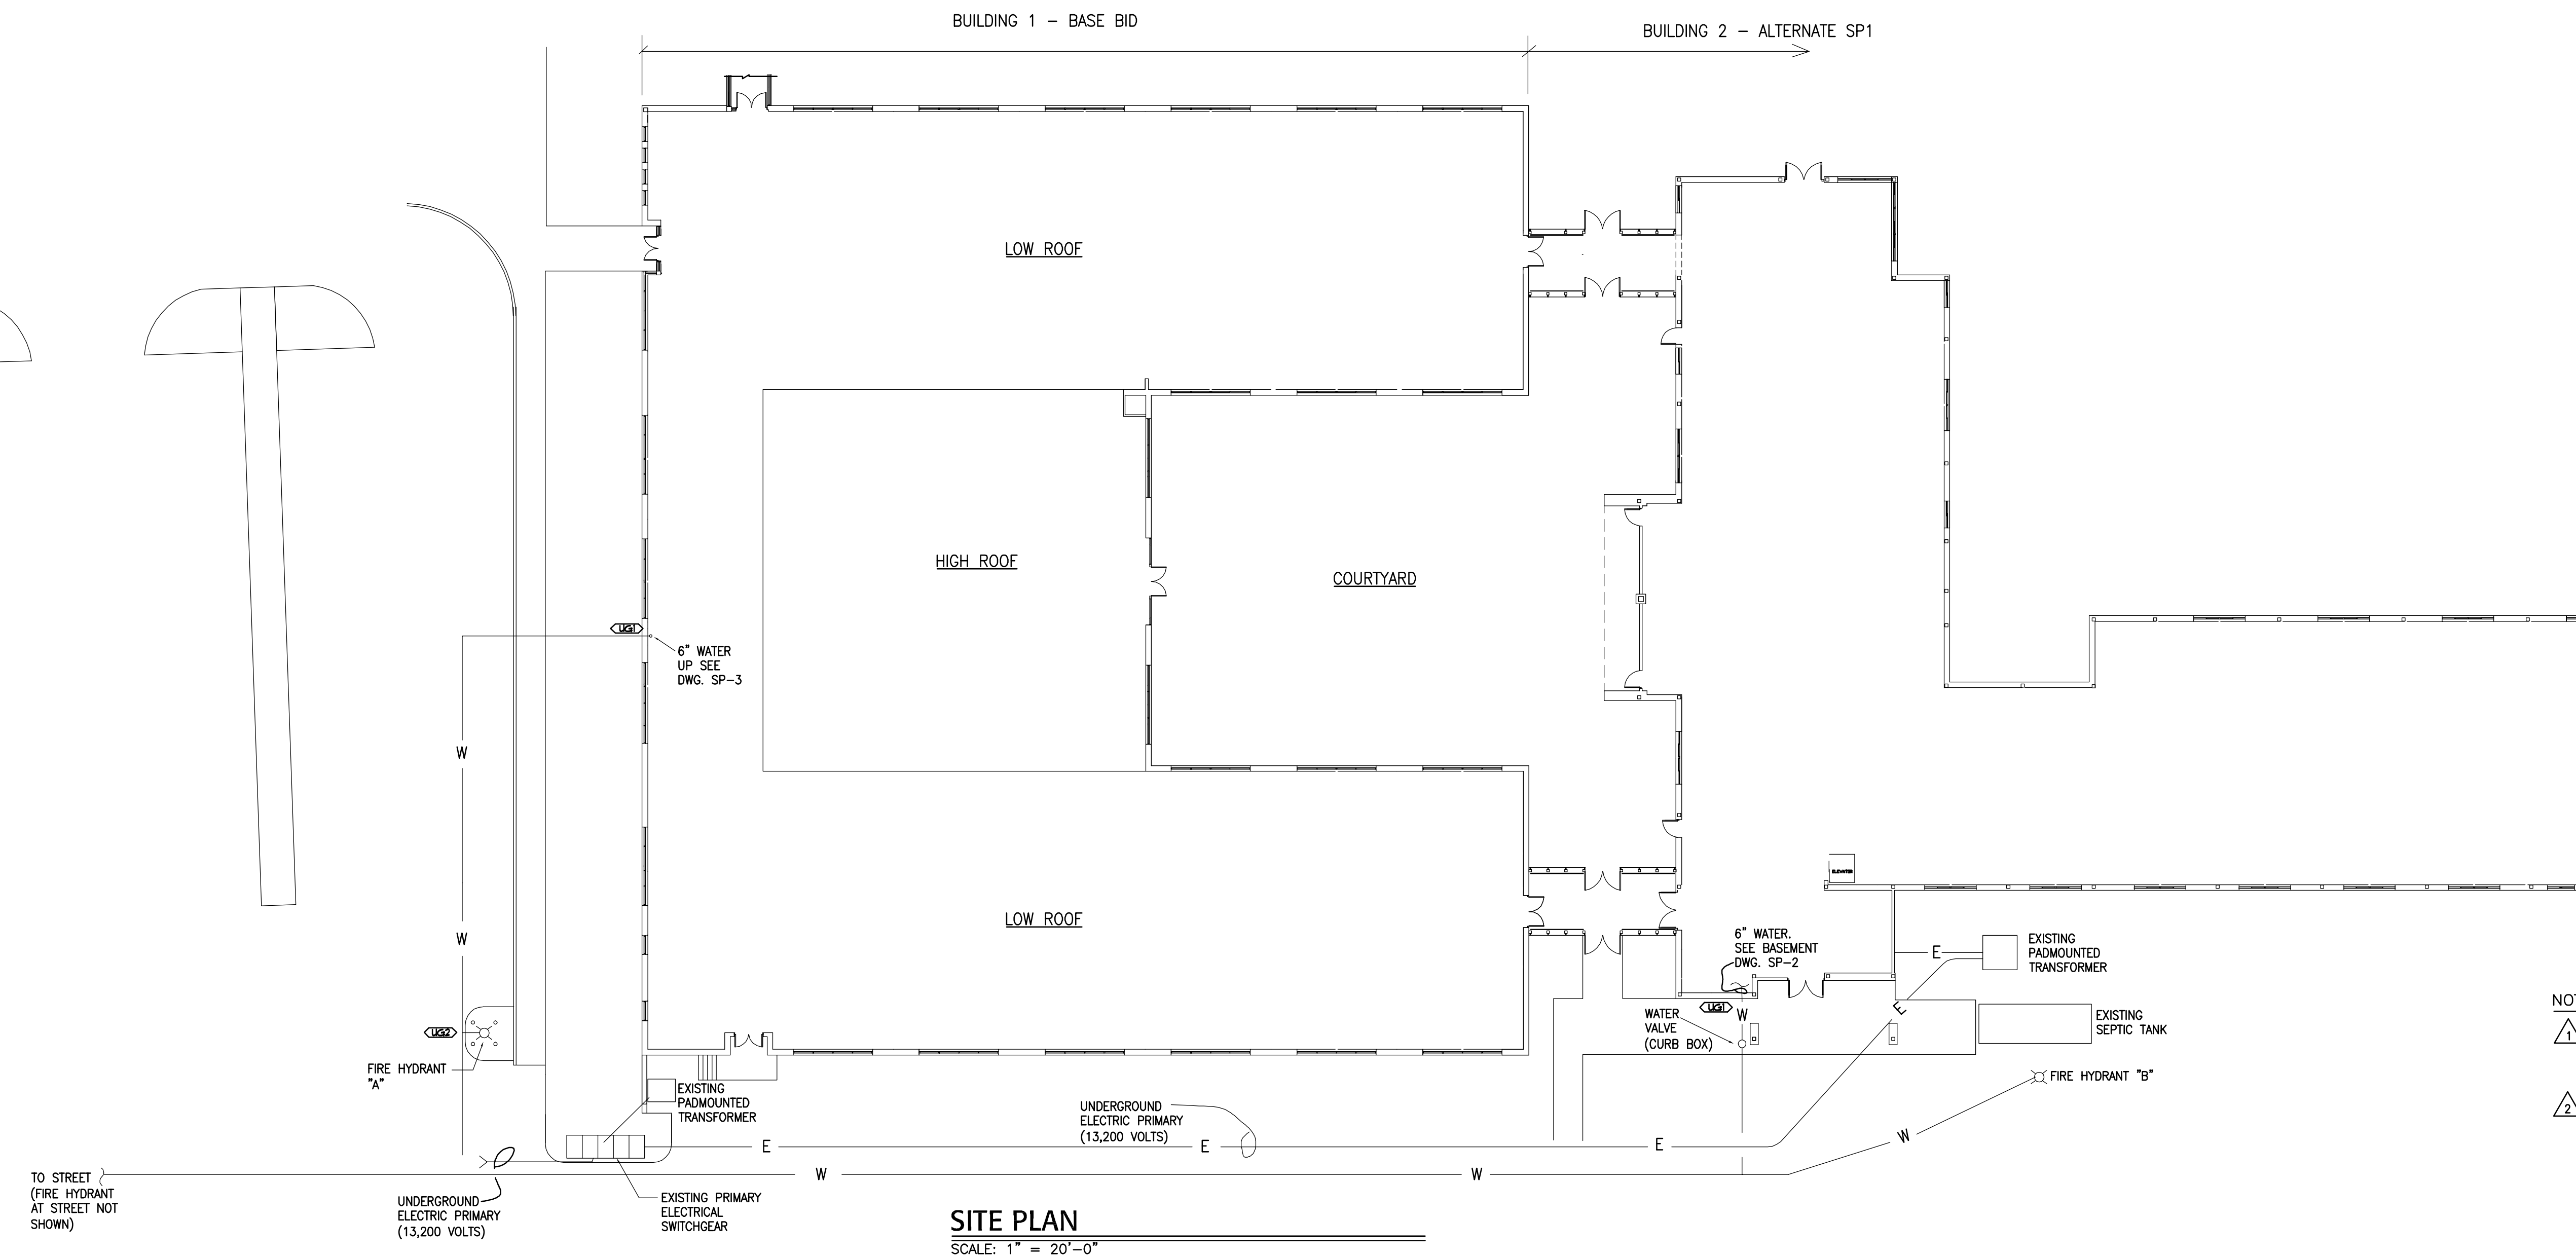 BUILDING 1 – BASE BID
BUILDING 2 – ALTERNATE SP1
LOW ROOF
HIGH ROOF
COURTYARD
UG1
6" WATER
UP SEE
DWG. SP-3
W
W
LOW ROOF
UG2
FIRE HYDRANT
"A"
EXISTING
PADMOUNTED
TRANSFORMER
UNDERGROUND
ELECTRIC PRIMARY
(13,200 VOLTS)
E
E
E
W
W
W
TO STREET
(FIRE HYDRANT
AT STREET NOT
SHOWN)
UNDERGROUND
ELECTRIC PRIMARY
(13,200 VOLTS)
EXISTING PRIMARY
ELECTRICAL
SWITCHGEAR
ELEVATOR
6" WATER.
SEE BASEMENT
DWG. SP-2
UG1
W
WATER
VALVE
(CURB BOX)
E
E
EXISTING
PADMOUNTED
TRANSFORMER
EXISTING
SEPTIC TANK
FIRE HYDRANT "B"
NOT
1
2
SITE PLAN
SCALE: 1" = 20'-0"